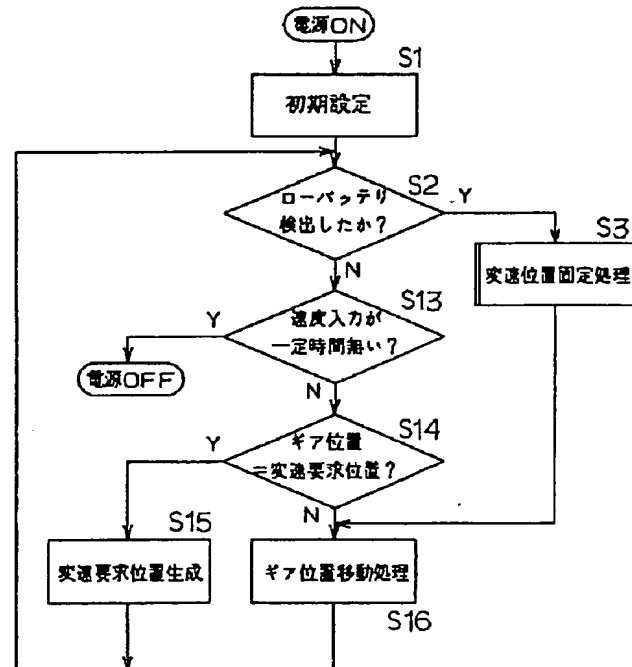 電源ON
S1
初期設定
S2
ローバッテリ
検出したか？
Y
N
S3
変速位置固定処理
S13
速度入力が
一定時間無い？
Y
N
電源OFF
S14
ギア位置
＝変速要求位置？
Y
N
S15
変速要求位置生成
ギア位置移動処理
S16